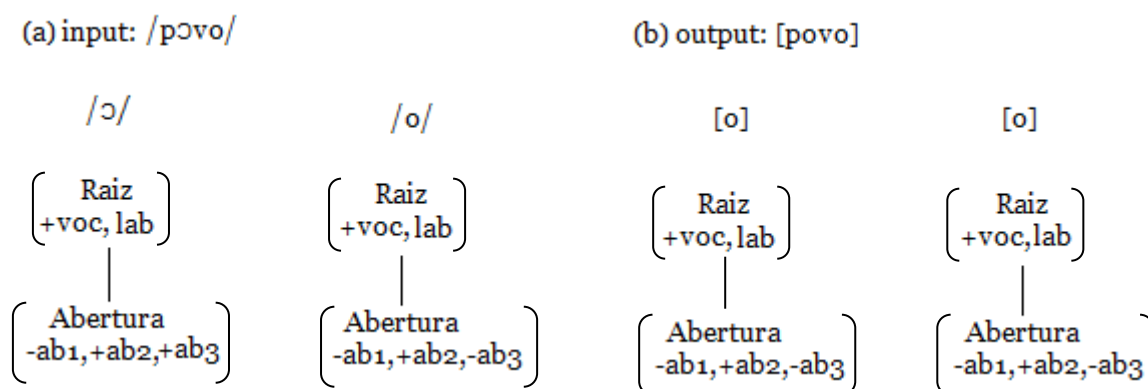 (a) input: /pɔvo/ (b) output: [povo]
/ɔ/ /o/ [o] [o]
Raiz Raiz Raiz Raiz
+voc, lab +voc, lab +voc, lab +voc, lab
Abertura Abertura Abertura Abertura
-ab1,+ab2,+ab3 -ab1,+ab2,-ab3 -ab1,+ab2,-ab3 -ab1,+ab2,-ab3